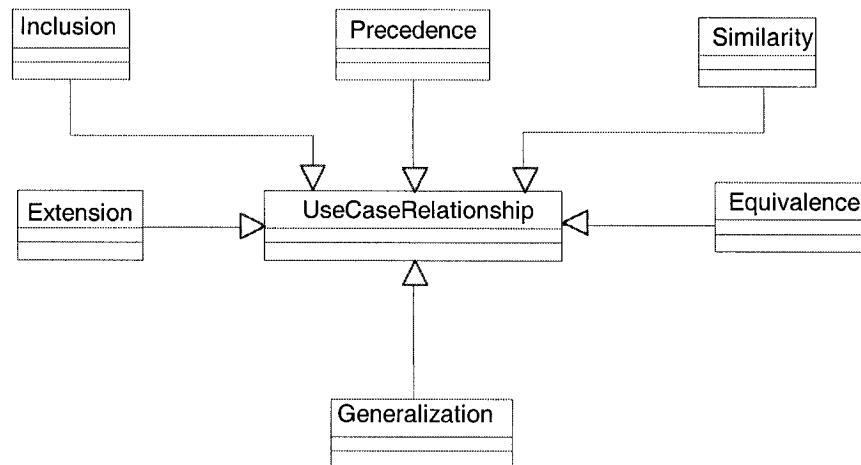 Inclusion
Precedence
Similarity
Extension
UseCaseRelationship
Equivalence
Generalization